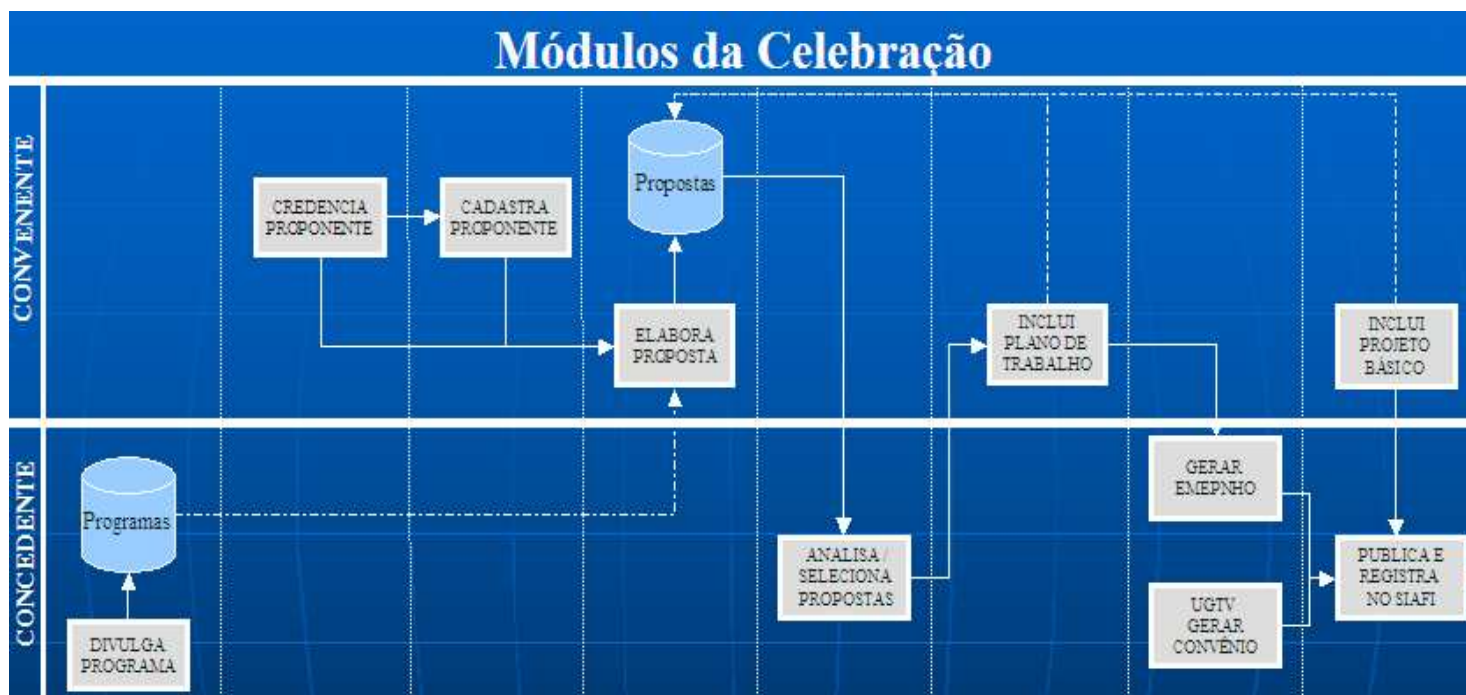 Módulos da Celebração
CONVENENTE
CREDENCIA
PROPONENTE
CADASTRA
PROPONENTE
Propostas
ELABORA
PROPOSTA
INCLUI
PLANO DE
TRABALHO
INCLUI
PROJETO
BÁSICO
CONCEDENTE
Programas
DIVULGA
PROGRAMA
ANALISA /
SELECIONA
PROPOSTAS
GERAR
EMEPNHO
UGTV
GERAR
CONVÊNIO
PUBLICA E
REGISTRA
NO SIAFI